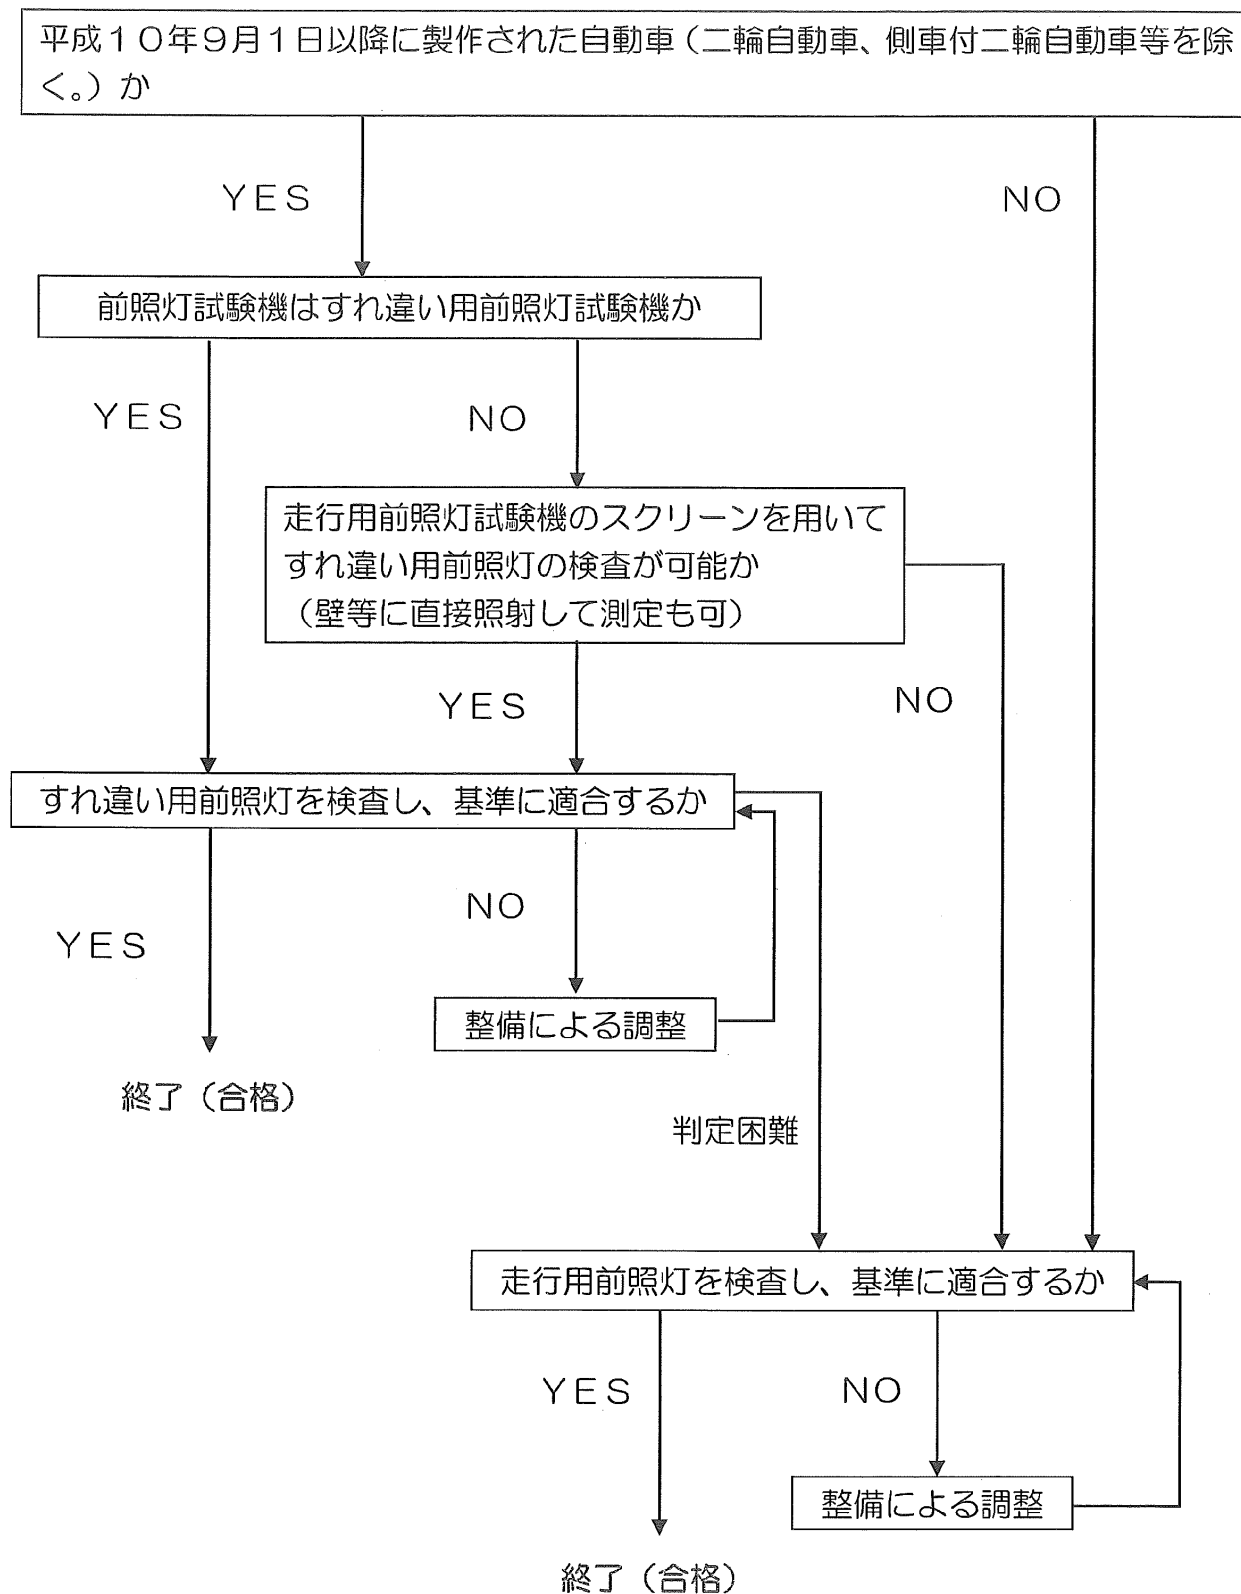 平成１０年９月１日以降に製作された自動車（二輪自動車、側車付二輪自動車等を除
く。）か
ＹＥＳ
ＮＯ
前照灯試験機はすれ違い用前照灯試験機か
ＹＥＳ
ＮＯ
走行用前照灯試験機のスクリーンを用いて
すれ違い用前照灯の検査が可能か
（壁等に直接照射して測定も可）
ＹＥＳ
ＮＯ
すれ違い用前照灯を検査し、基準に適合するか
ＹＥＳ
ＮＯ
整備による調整
終了（合格）
判定困難
走行用前照灯を検査し、基準に適合するか
ＹＥＳ
ＮＯ
整備による調整
終了（合格）